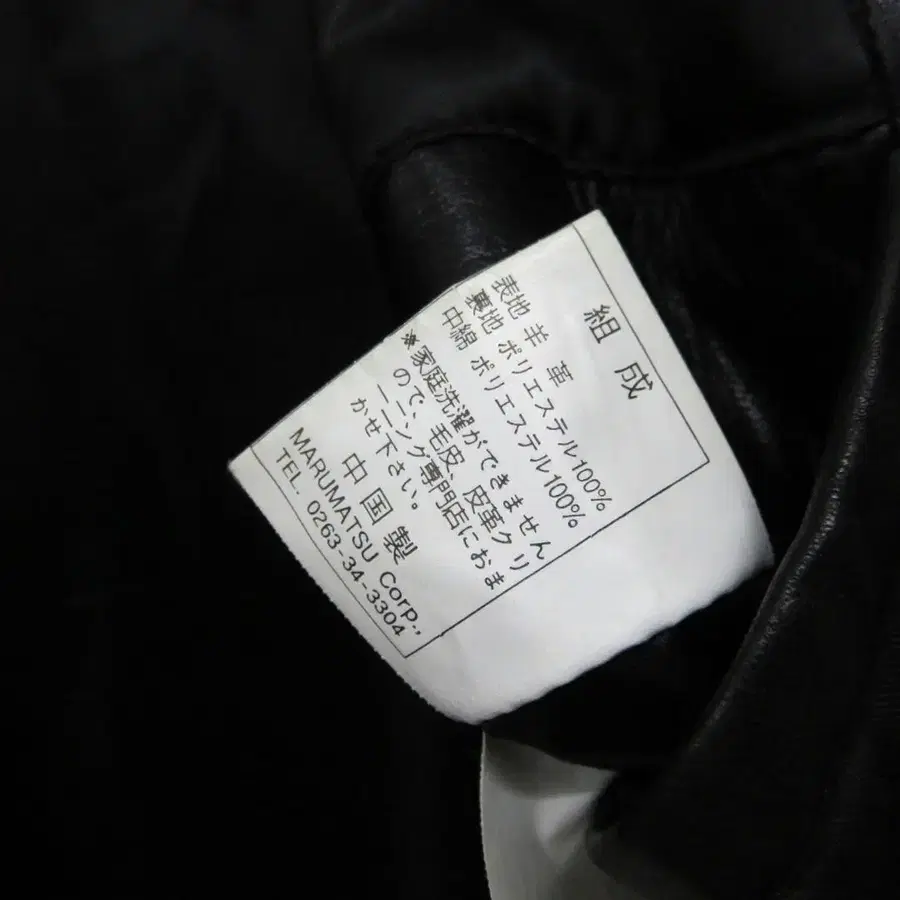 組成
表地 羊革
裏地 ポリエステル100%
中綿 ポリエステル100%
※家庭洗濯ができません
ので、毛皮、皮革クリ
ーニング専門店におま
かせ下さい。
中国製
MARUMATSU Corp.,
TEL. 0263-34-3304